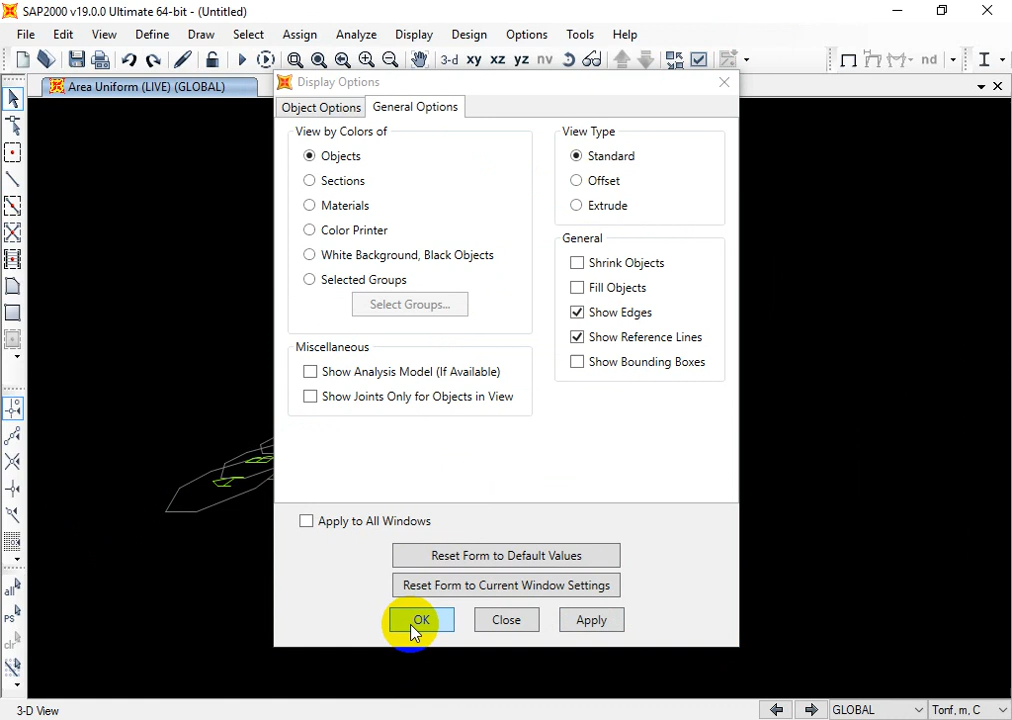 SAP2000 v19.0.0 Ultimate 64-bit - (Untitled)
File Edit View Define Draw Select Assign Analyze Display Design Options Tools Help
3-d xy xz yz nv nd
Area Uniform (LIVE) (GLOBAL)
Display Options
Object Options General Options
View by Colors of
Objects
Sections
Materials
Color Printer
White Background, Black Objects
Selected Groups
Select Groups...
Miscellaneous
Show Analysis Model (If Available)
Show Joints Only for Objects in View
View Type
Standard
Offset
Extrude
General
Shrink Objects
Fill Objects
Show Edges
Show Reference Lines
Show Bounding Boxes
Apply to All Windows
Reset Form to Default Values
Reset Form to Current Window Settings
OK Close Apply
all
PS
clr
3-D View
GLOBAL
Tonf, m, C